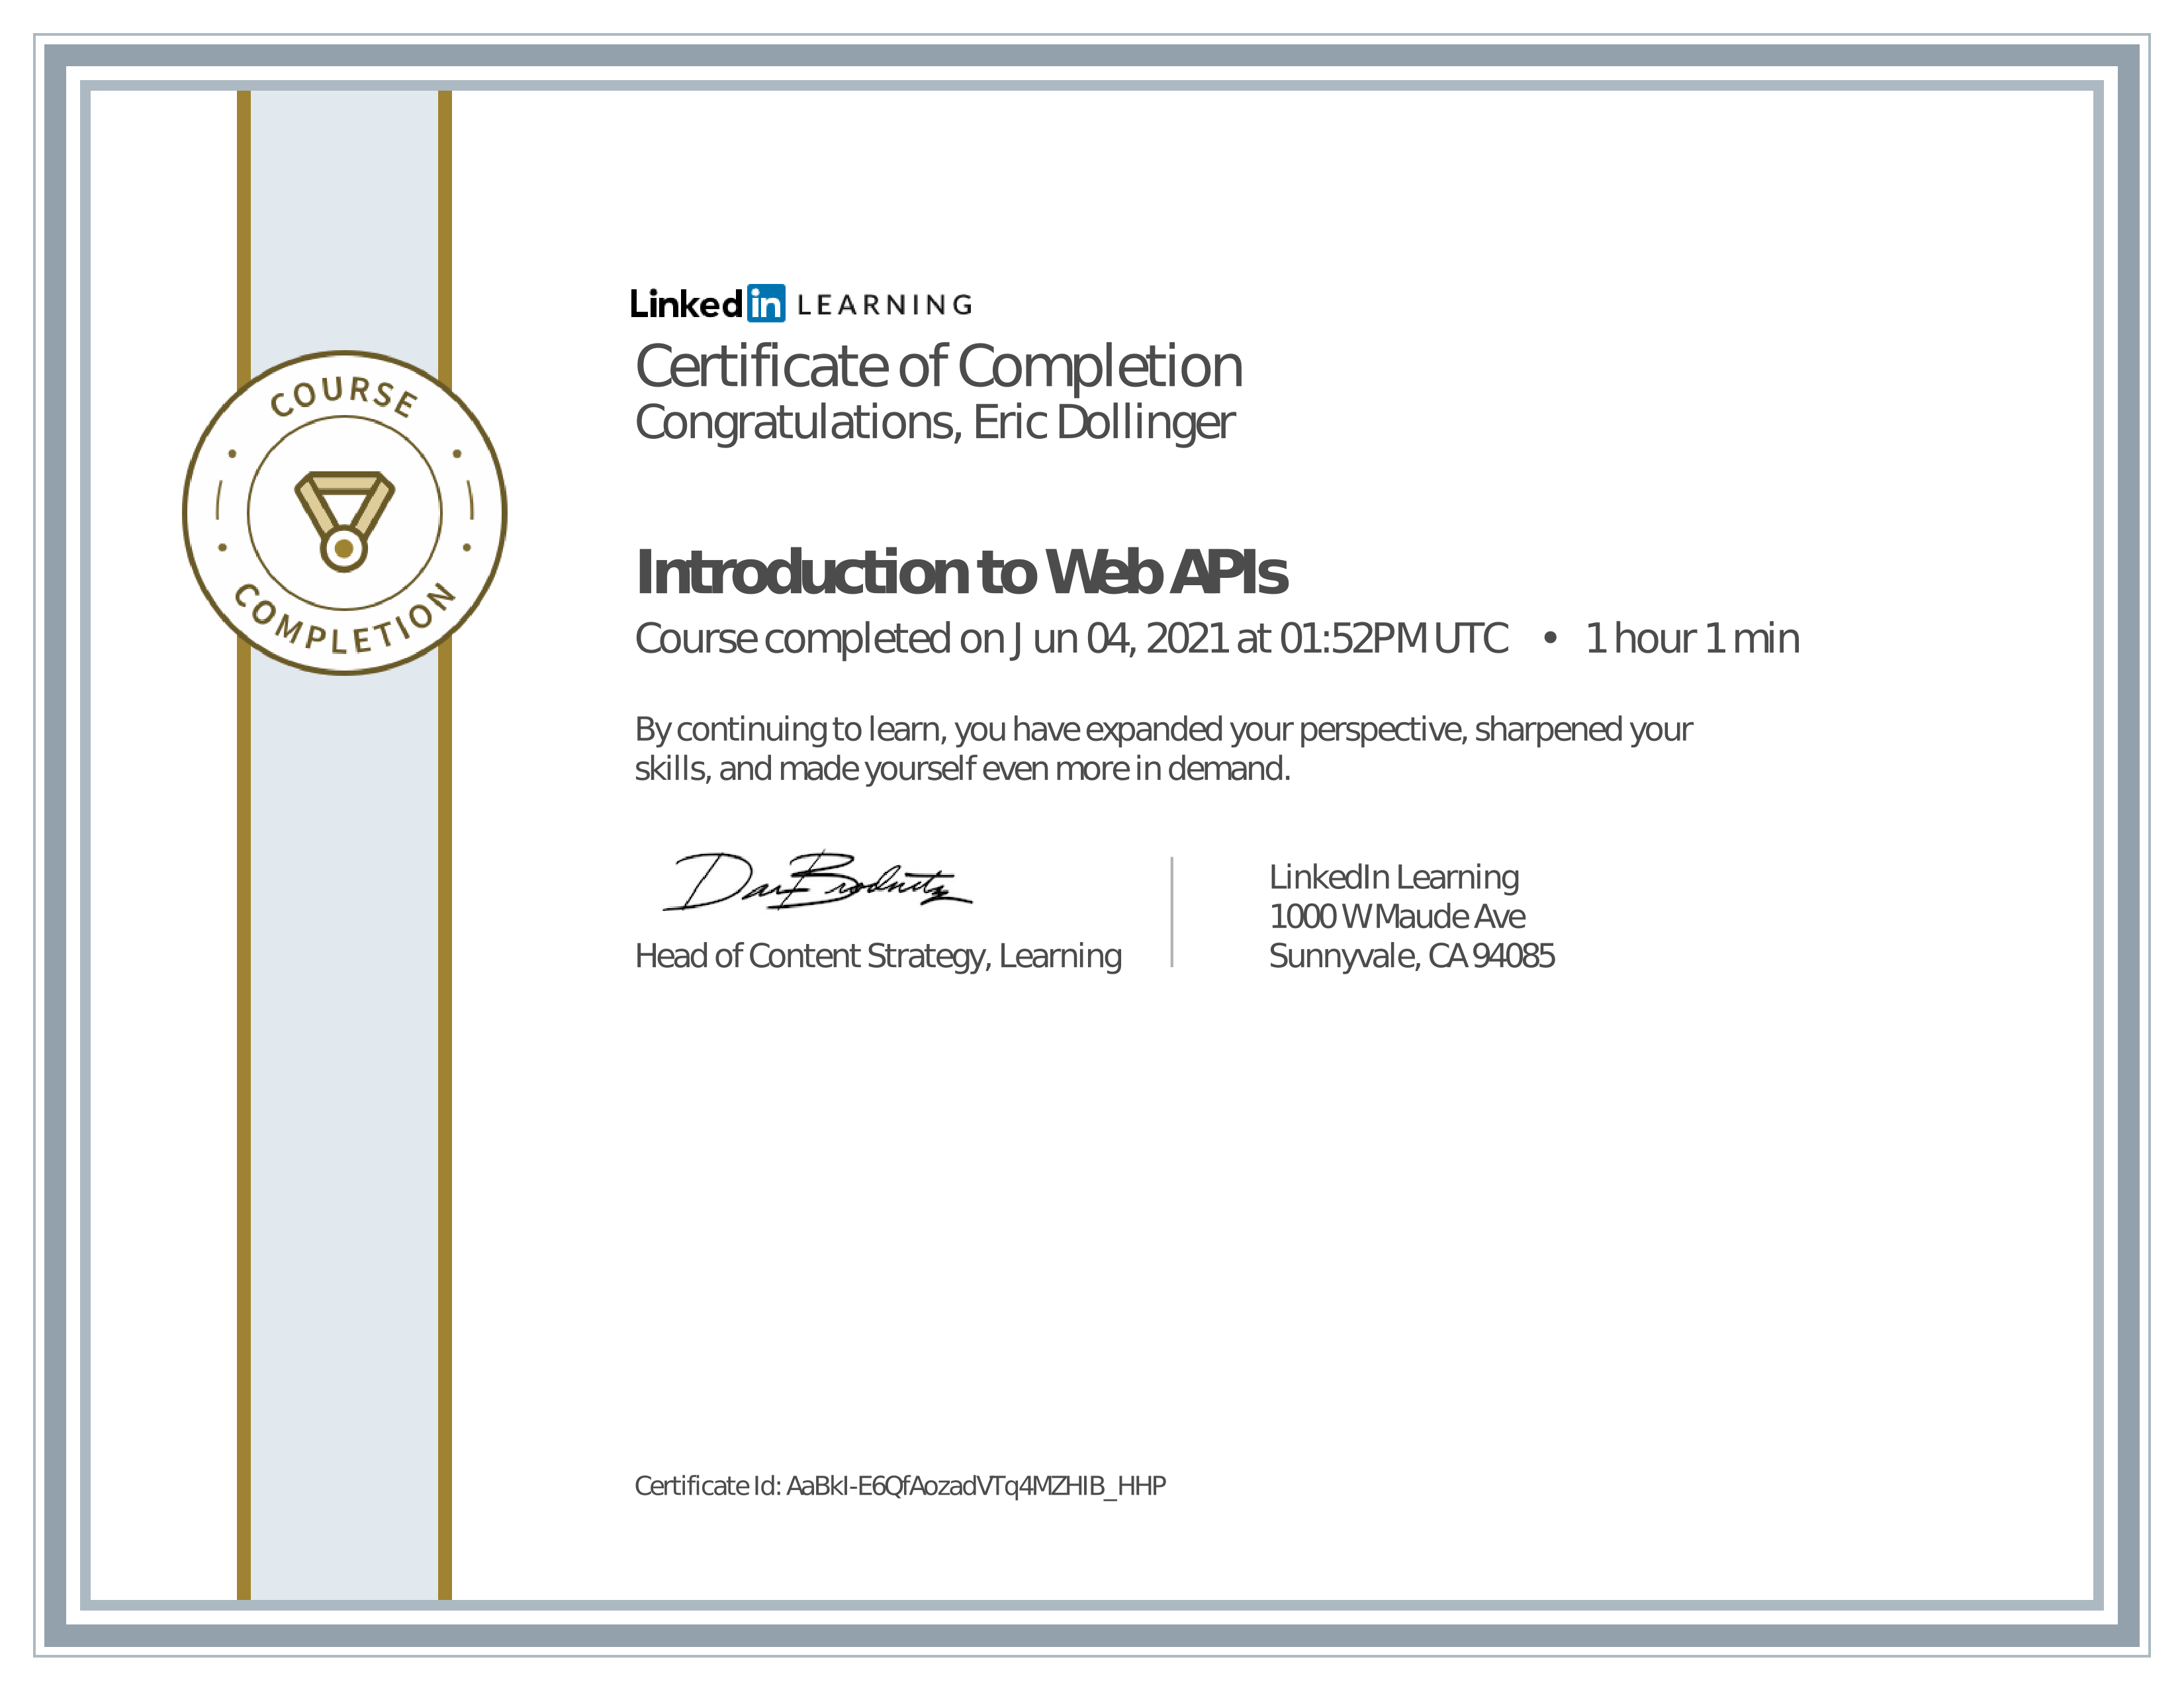 LinkedIn LEARNING
Certificate of Completion
Congratulations, Eric Dollinger
COURSE
COMPLETION
Introduction to Web APIs
Course completed on Jun 04, 2021 at 01:52PM UTC • 1 hour 1 min
By continuing to learn, you have expanded your perspective, sharpened your
skills, and made yourself even more in demand.
Dan Brodnitz
Head of Content Strategy, Learning
LinkedIn Learning
1000 W Maude Ave
Sunnyvale, CA 94085
Certificate Id: AaBkI-E6QfAozadVTq4MZHIB_HHP